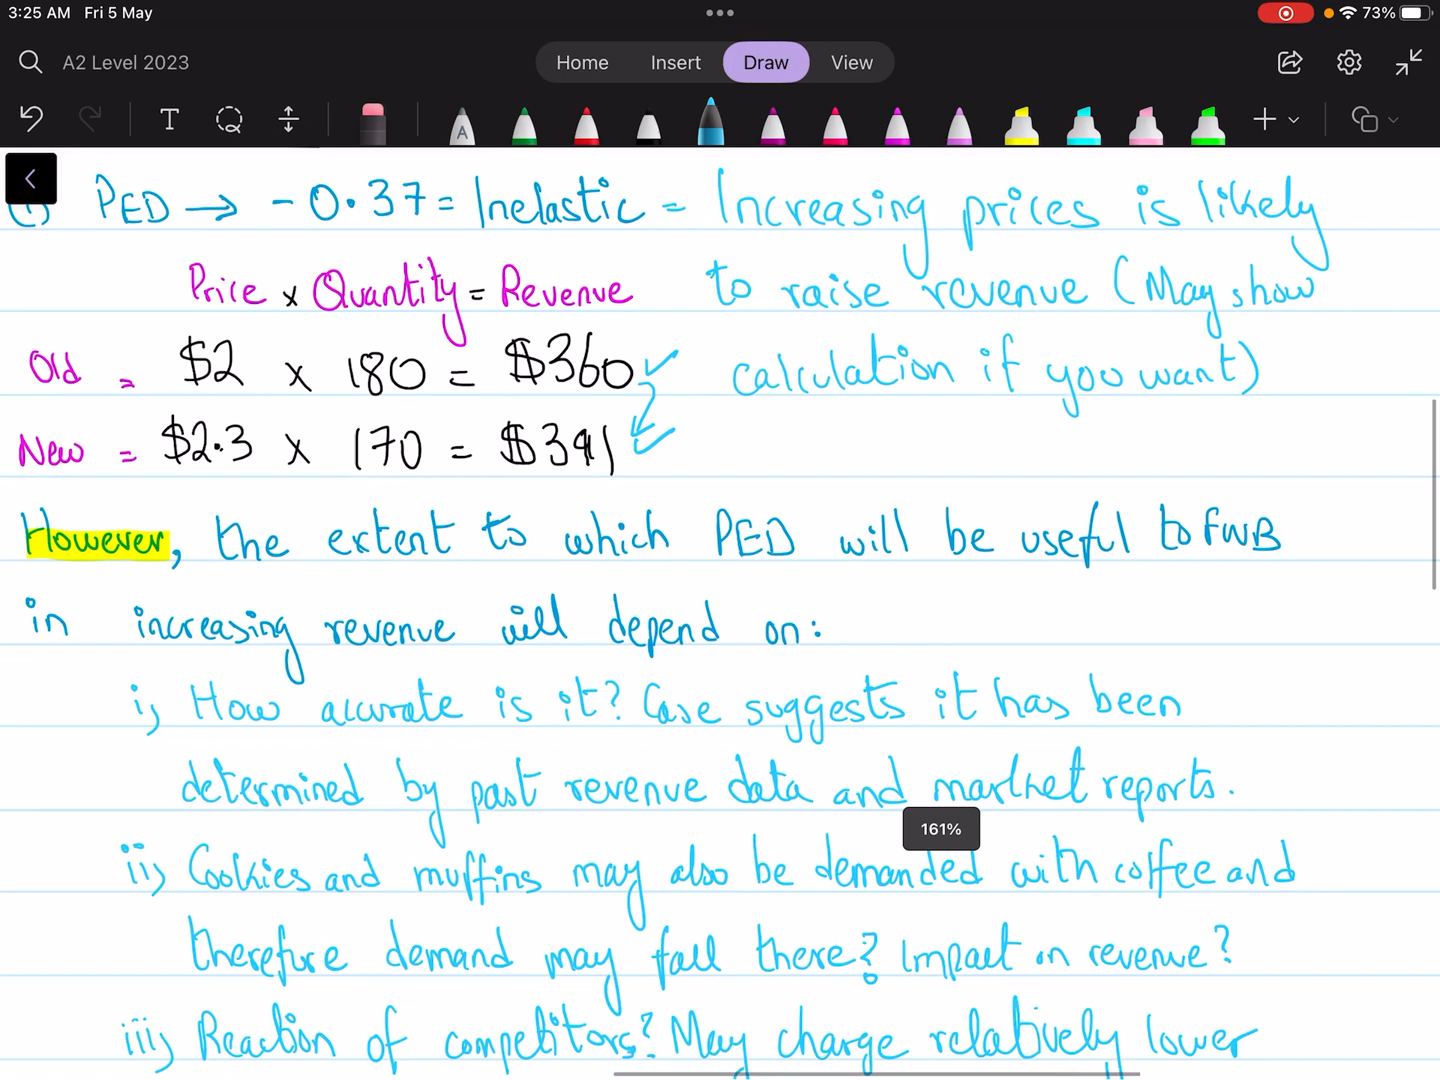 3:25 AM Fri 5 May
73%
A2 Level 2023
Home Insert Draw View
T
A
PED → -0.37 = Inelastic = Increasing prices is likely
Price × Quantity = Revenue to raise revenue (May show
Old = $2 × 180 = $360 calculation if you want)
New = $2.3 × 170 = $391
However, the extent to which PED will be useful to FWB
in increasing revenue will depend on:
i) How accurate is it? Case suggests it has been
determined by past revenue data and market reports.
161%
ii) Cookies and muffins may also be demanded with coffee and
therefore demand may fall there? Impact on revenue?
iii) Reaction of competitors? May charge relatively lower